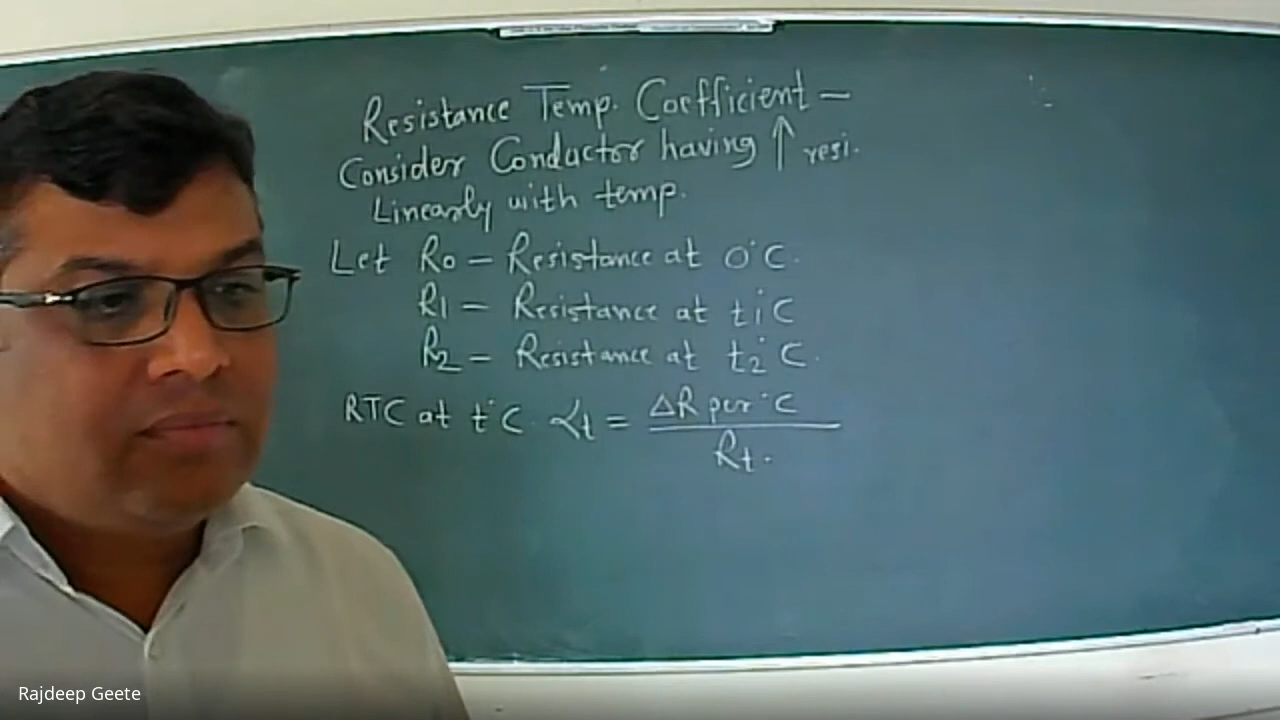 Resistance Temp. Coefficient –
Consider Conductor having ↑ resi.
Linearly with temp.
Let R0 – Resistance at 0°C.
R1 – Resistance at t1°C
R2 – Resistance at t2°C.
RTC at t°C. αt = ΔR per °C / Rt.
Rajdeep Geete